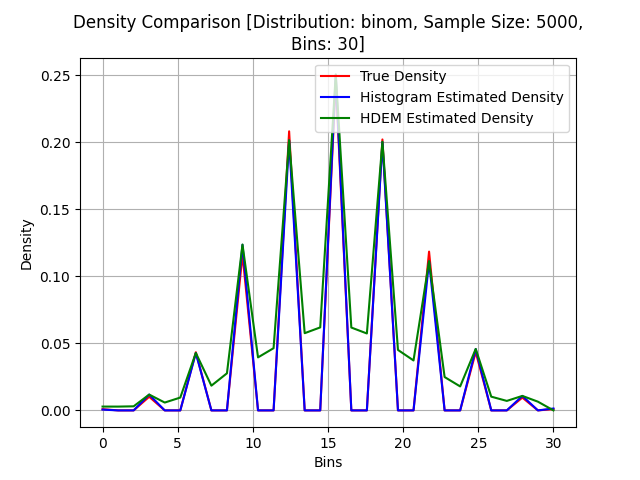 Density Comparison [Distribution: binom, Sample Size: 5000,
Bins: 30]
True Density
Histogram Estimated Density
HDEM Estimated Density
Density
0.25
0.20
0.15
0.10
0.05
0.00
0 5 10 15 20 25 30
Bins